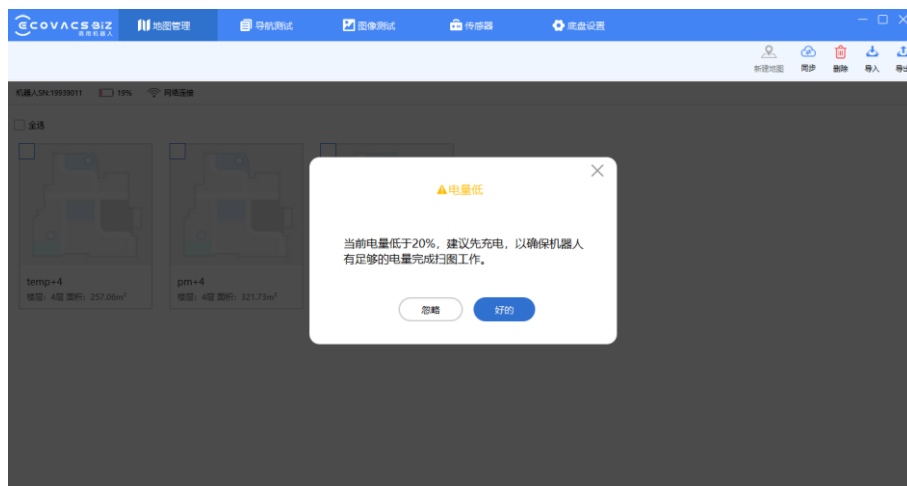 ECOVACS BIZ
商用机器人
地图管理
导航测试
图像测试
传感器
底盘设置
新建地图
同步
删除
导入
导出
机器人SN:19939011 19% 网络连接
全选
电量低
当前电量低于20%，建议先充电，以确保机器人
有足够的电量完成扫图工作。
忽略
好的
temp+4
楼层：4层 面积：257.06m²
pm+4
楼层：4层 面积：321.73m²